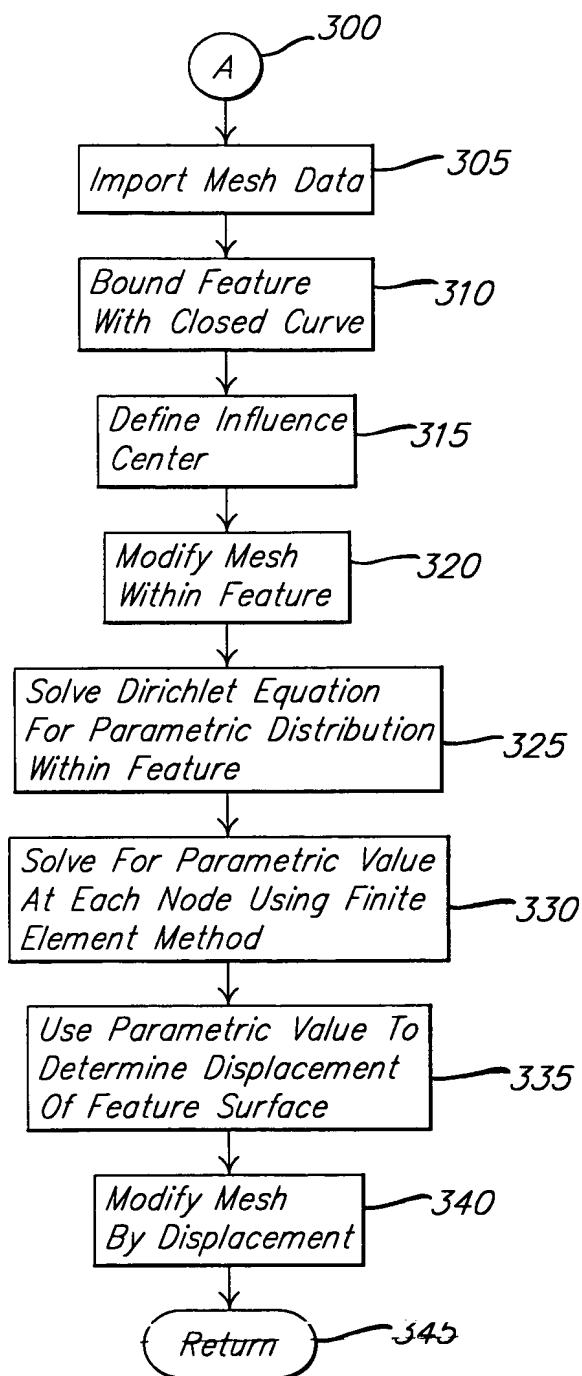 300
A
Import Mesh Data
305
Bound Feature
With Closed Curve
310
Define Influence
Center
315
Modify Mesh
Within Feature
320
Solve Dirichlet Equation
For Parametric Distribution
Within Feature
325
Solve For Parametric Value
At Each Node Using Finite
Element Method
330
Use Parametric Value To
Determine Displacement
Of Feature Surface
335
Modify Mesh
By Displacement
340
Return
345